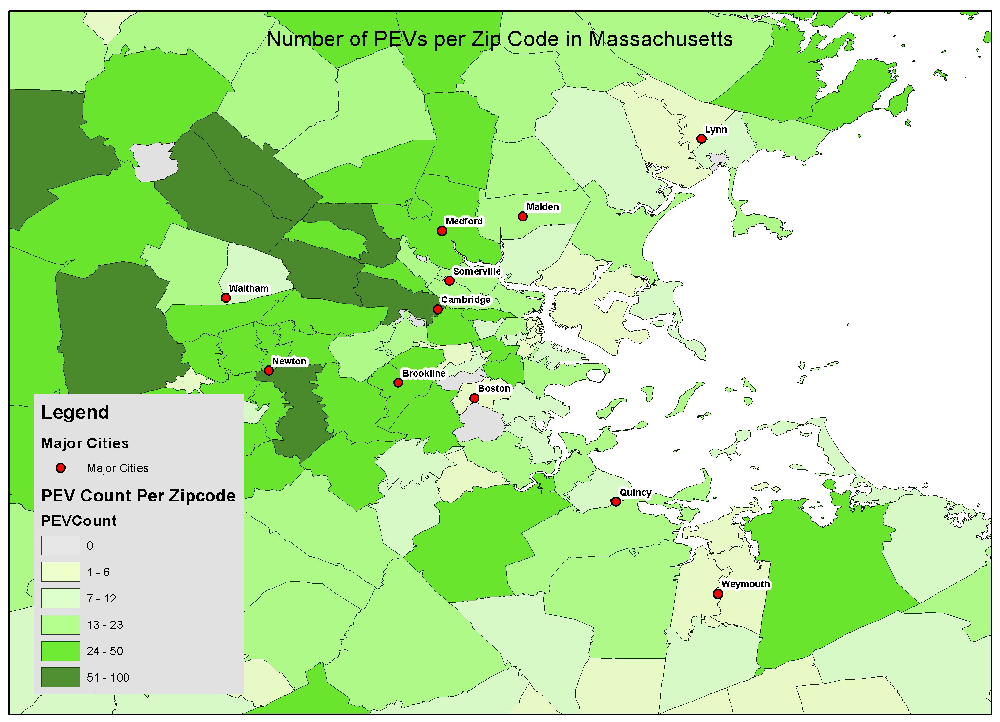 Number of PEVs per Zip Code in Massachusetts
Lynn
Malden
Medford
Somerville
Waltham
Cambridge
Newton
Brookline
Boston
Quincy
Weymouth
Legend
Major Cities
Major Cities
PEV Count Per Zipcode
PEVCount
0
1 - 6
7 - 12
13 - 23
24 - 50
51 - 100